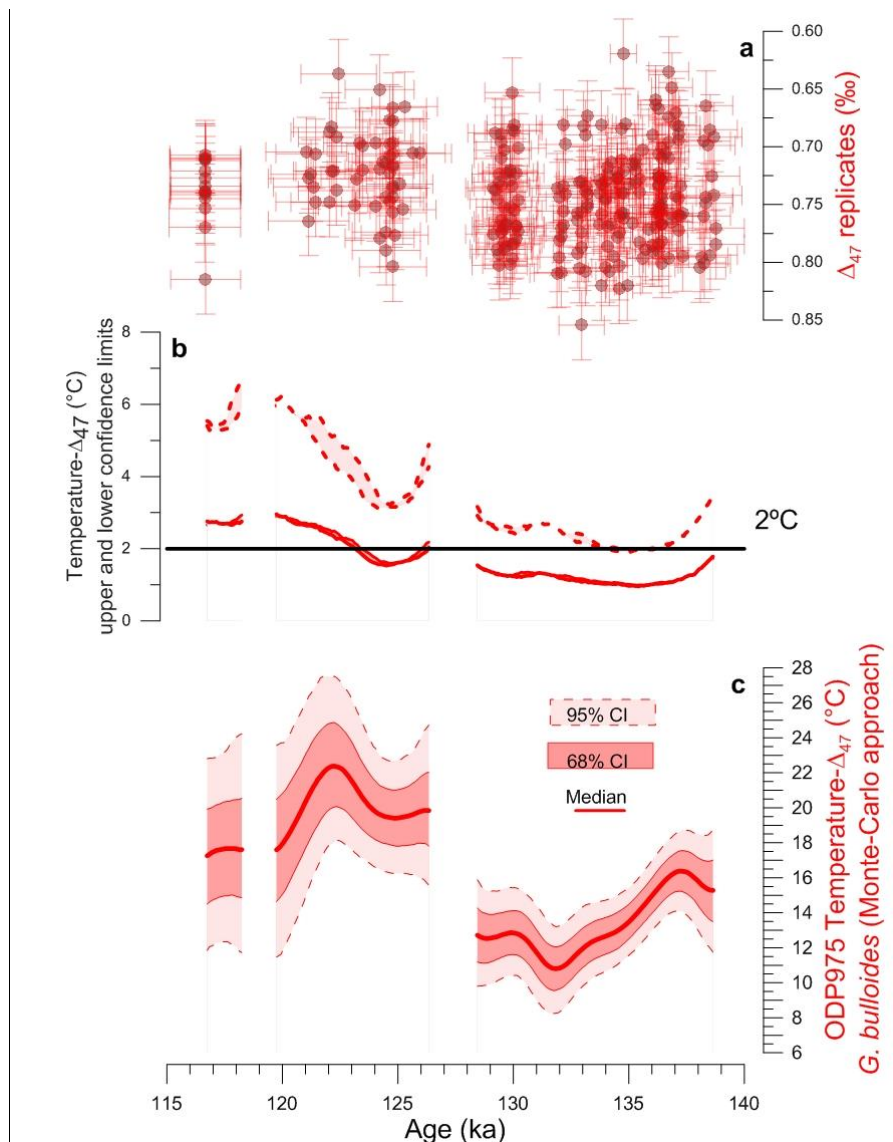 a
0.60
0.65
0.70
0.75
0.80
0.85
Δ47 replicates (‰)
b
8
6
4
2
0
Temperature-Δ47 (°C)
upper and lower confidence limits
2ºC
c
95% CI
68% CI
Median
28
26
24
22
20
18
16
14
12
10
8
6
ODP975 Temperature-Δ47 (°C)
G. bulloides (Monte-Carlo approach)
115
120
125
130
135
140
Age (ka)